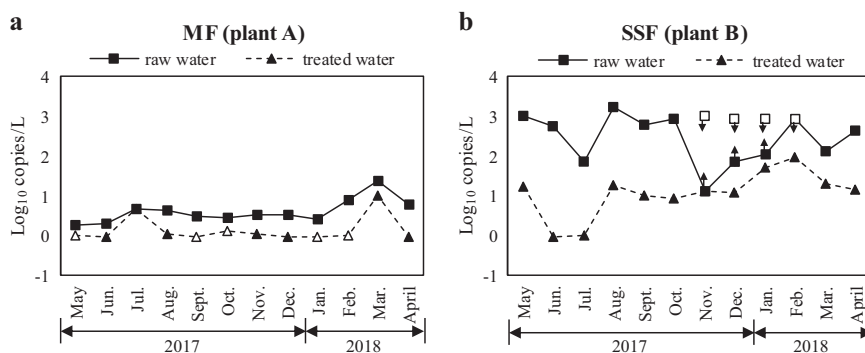 a
MF (plant A)
raw water
treated water
4
3
2
1
0
-1
Log10 copies/L
May
Jun.
Jul.
Aug.
Sept.
Oct.
Nov.
Dec.
Jan.
Feb.
Mar.
April
2017
2018
b
SSF (plant B)
raw water
treated water
4
3
2
1
0
-1
Log10 copies/L
May
Jun.
Jul.
Aug.
Sept.
Oct.
Nov.
Dec.
Jan.
Feb.
Mar.
April
2017
2018